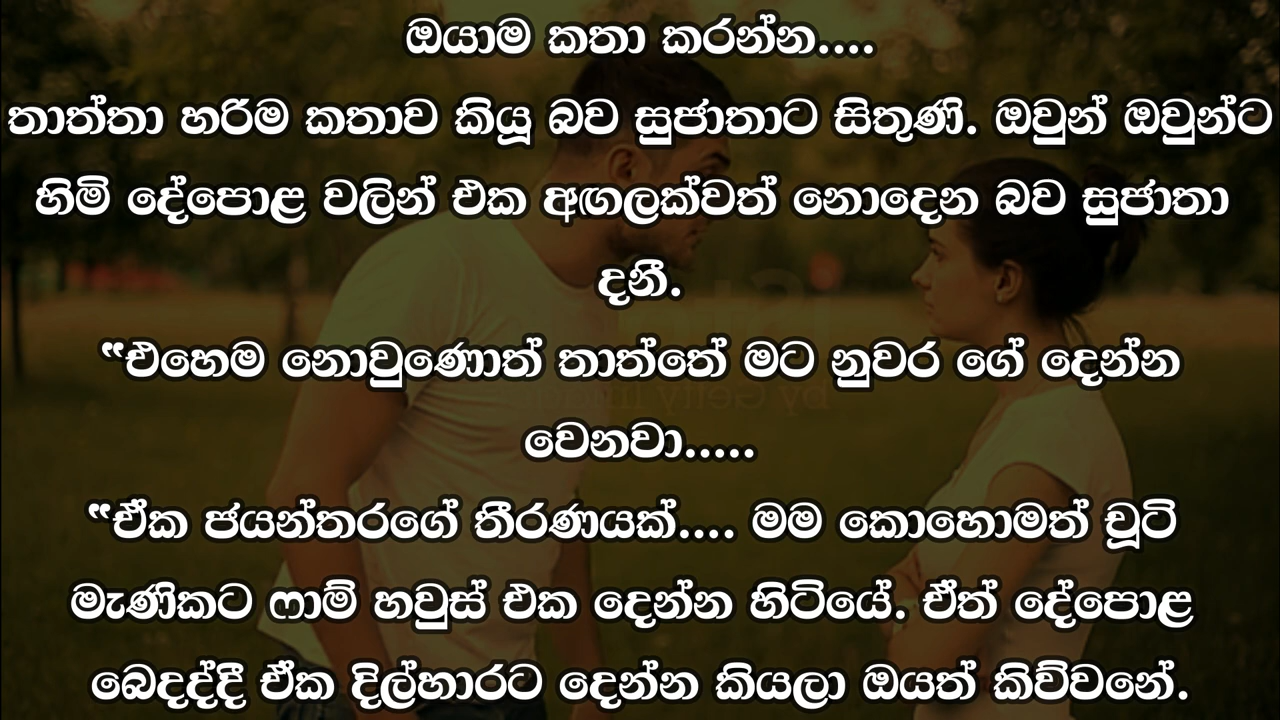 ඔයාම කතා කරන්න....
තාත්තා හරිම කතාව කියූ බව සුජාතාට සිතුණි. ඔවුන් ඔවුන්ට
හිමි දේපොළ වලින් එක අඟලක්වත් නොදෙන බව සුජාතා
දනී.
“එහෙම නොවුණොත් තාත්තේ මට නුවර ගේ දෙන්න
වෙනවා.....
“ඒක ජයන්තරගේ තීරණයක්.... මම කොහොමත් චූටි
මැණිකට ෆාම් හවුස් එක දෙන්න හිටියේ. ඒත් දේපොළ
බෙදද්දී ඒක දිල්හාරට දෙන්න කියලා ඔයත් කිව්වනේ.